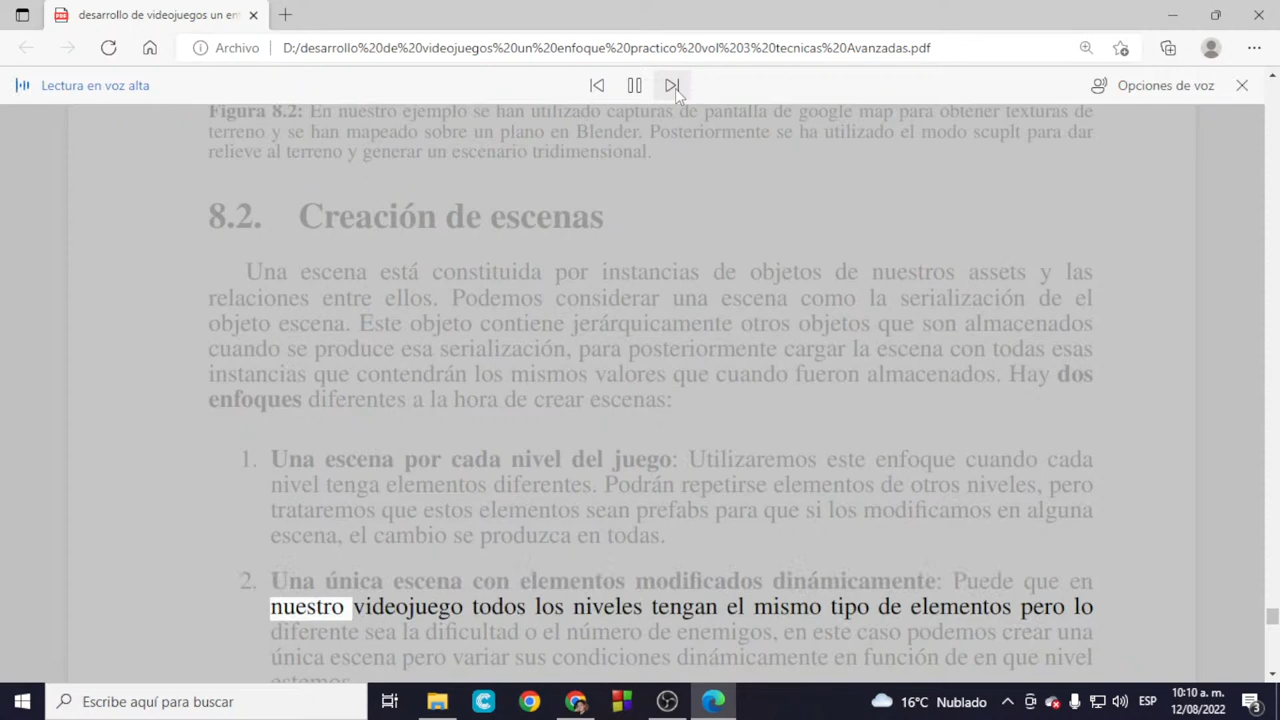 desarrollo de videojuegos un en
Archivo
D:/desarrollo%20de%20videojuegos%20un%20enfoque%20practico%20vol%203%20tecnicas%20Avanzadas.pdf
Lectura en voz alta
Opciones de voz
Figura 8.2: En nuestro ejemplo se han utilizado capturas de pantalla de google map para obtener texturas de
terreno y se han mapeado sobre un plano en Blender. Posteriormente se ha utilizado el modo scuplt para dar
relieve al terreno y generar un escenario tridimensional.
8.2. Creación de escenas
Una escena está constituida por instancias de objetos de nuestros assets y las
relaciones entre ellos. Podemos considerar una escena como la serialización de el
objeto escena. Este objeto contiene jerárquicamente otros objetos que son almacenados
cuando se produce esa serialización, para posteriormente cargar la escena con todas esas
instancias que contendrán los mismos valores que cuando fueron almacenados. Hay dos
enfoques diferentes a la hora de crear escenas:
1. Una escena por cada nivel del juego: Utilizaremos este enfoque cuando cada
nivel tenga elementos diferentes. Podrán repetirse elementos de otros niveles, pero
trataremos que estos elementos sean prefabs para que si los modificamos en alguna
escena, el cambio se produzca en todas.
2. Una única escena con elementos modificados dinámicamente: Puede que en
nuestro videojuego todos los niveles tengan el mismo tipo de elementos pero lo
diferente sea la dificultad o el número de enemigos, en este caso podemos crear una
única escena pero variar sus condiciones dinámicamente en función de en que nivel
estemos.
Escribe aquí para buscar
16°C Nublado
ESP
10:10 a. m.
12/08/2022
3